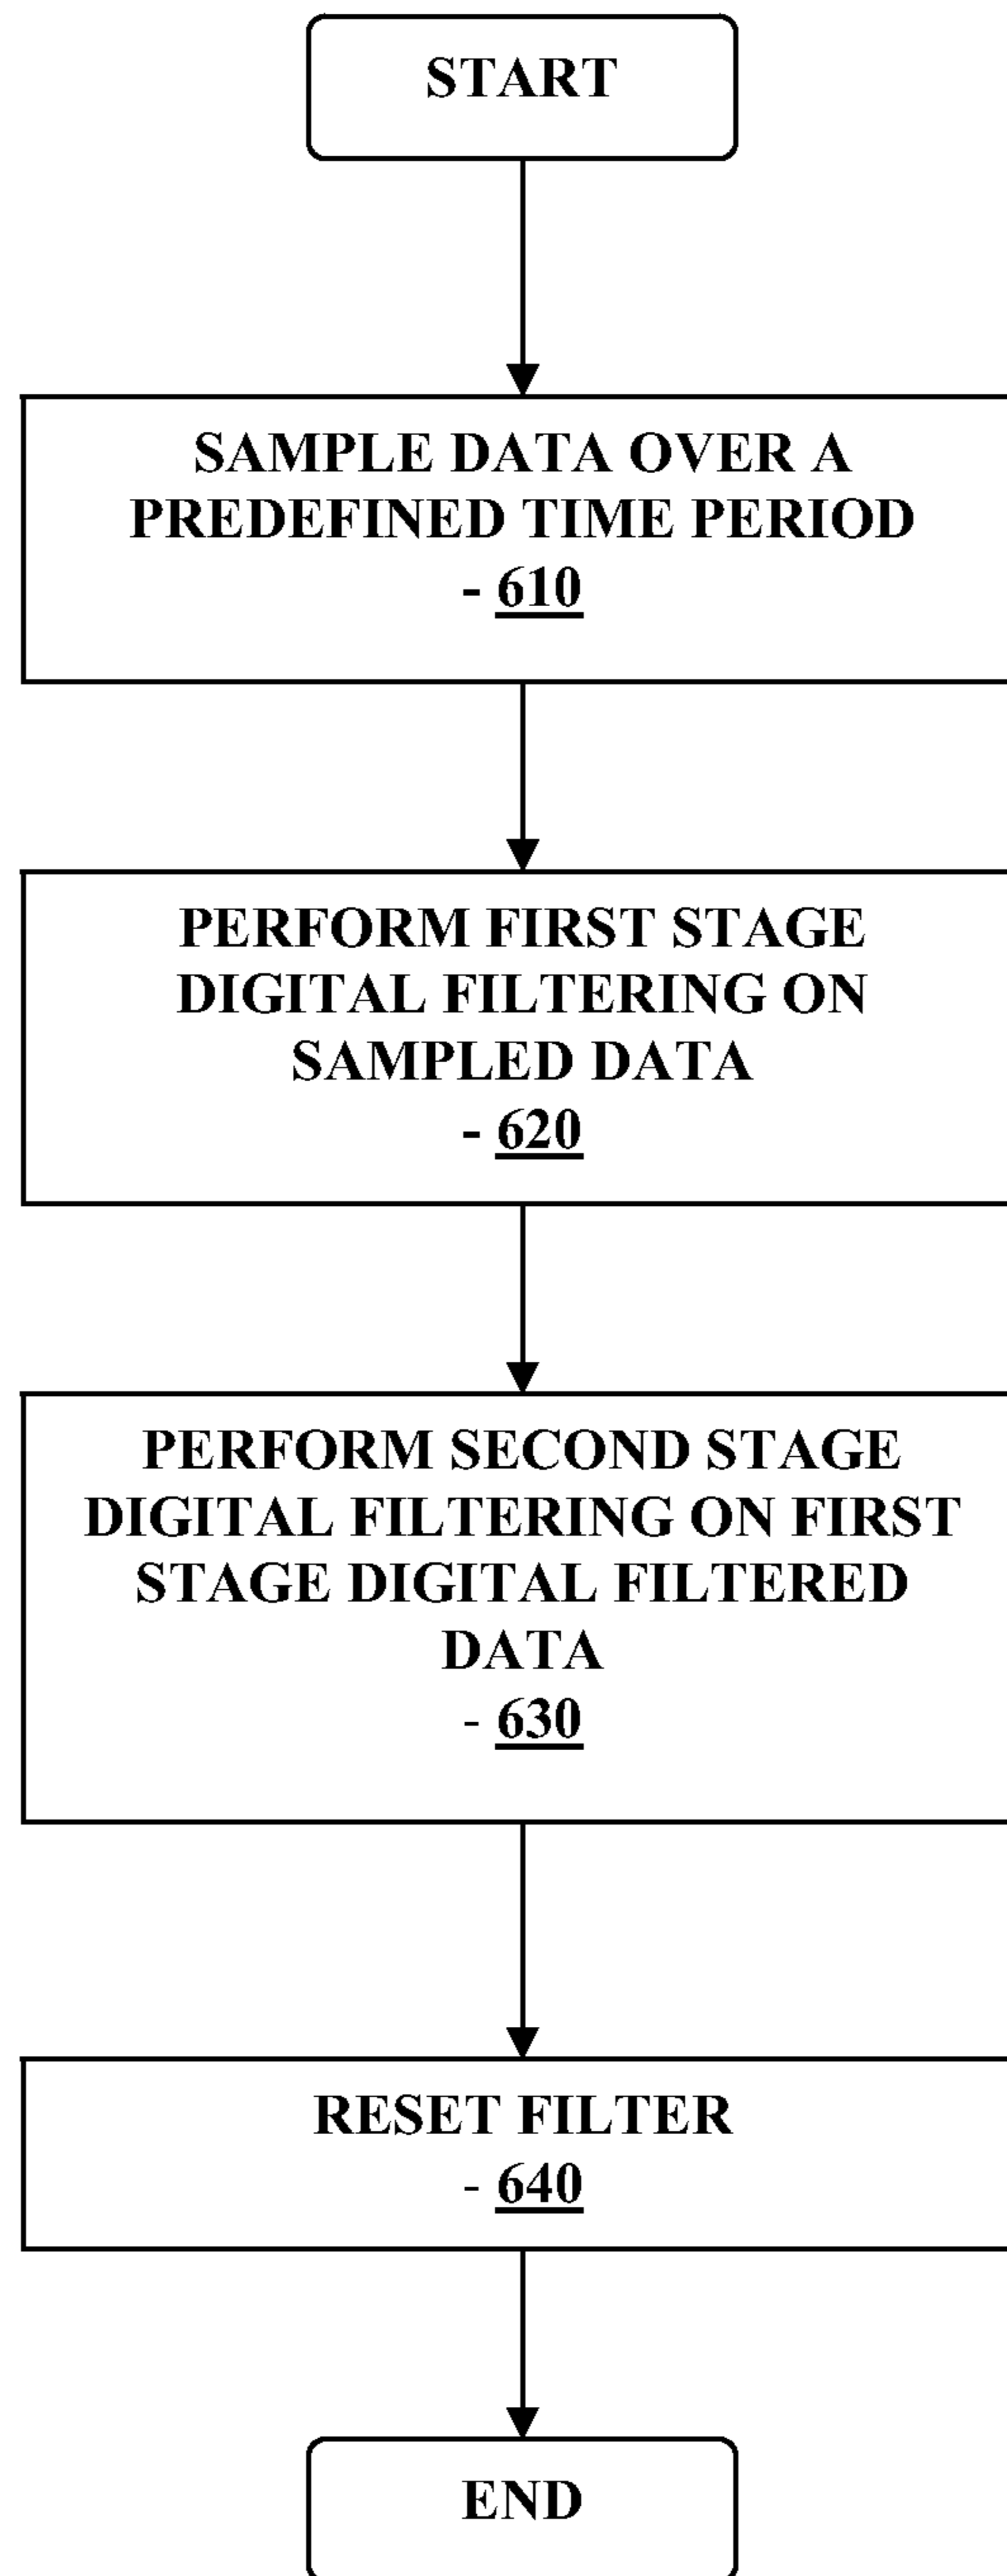 START
SAMPLE DATA OVER A
PREDEFINED TIME PERIOD
- 610
PERFORM FIRST STAGE
DIGITAL FILTERING ON
SAMPLED DATA
- 620
PERFORM SECOND STAGE
DIGITAL FILTERING ON FIRST
STAGE DIGITAL FILTERED
DATA
- 630
RESET FILTER
- 640
END